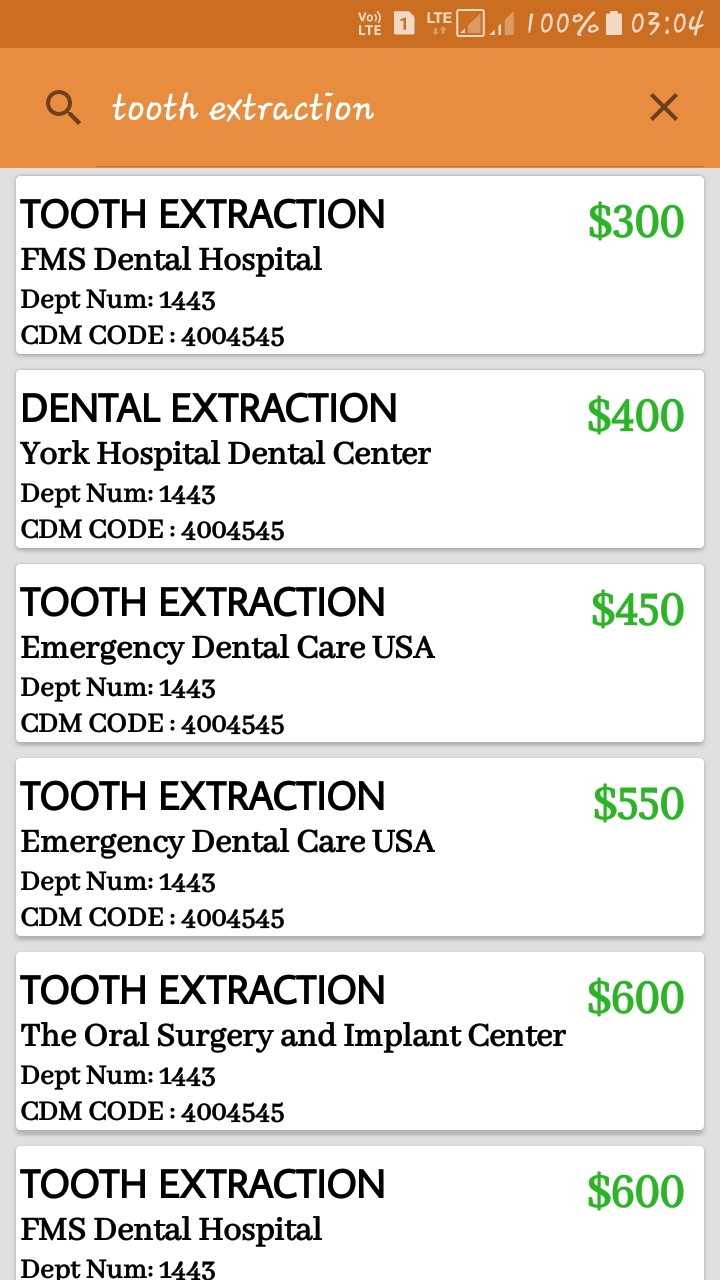 Vo)) LTE 1 LTE 100% 03:04
tooth extraction
TOOTH EXTRACTION $300
FMS Dental Hospital
Dept Num: 1443
CDM CODE : 4004545
DENTAL EXTRACTION $400
York Hospital Dental Center
Dept Num: 1443
CDM CODE : 4004545
TOOTH EXTRACTION $450
Emergency Dental Care USA
Dept Num: 1443
CDM CODE : 4004545
TOOTH EXTRACTION $550
Emergency Dental Care USA
Dept Num: 1443
CDM CODE : 4004545
TOOTH EXTRACTION $600
The Oral Surgery and Implant Center
Dept Num: 1443
CDM CODE : 4004545
TOOTH EXTRACTION $600
FMS Dental Hospital
Dept Num: 1443